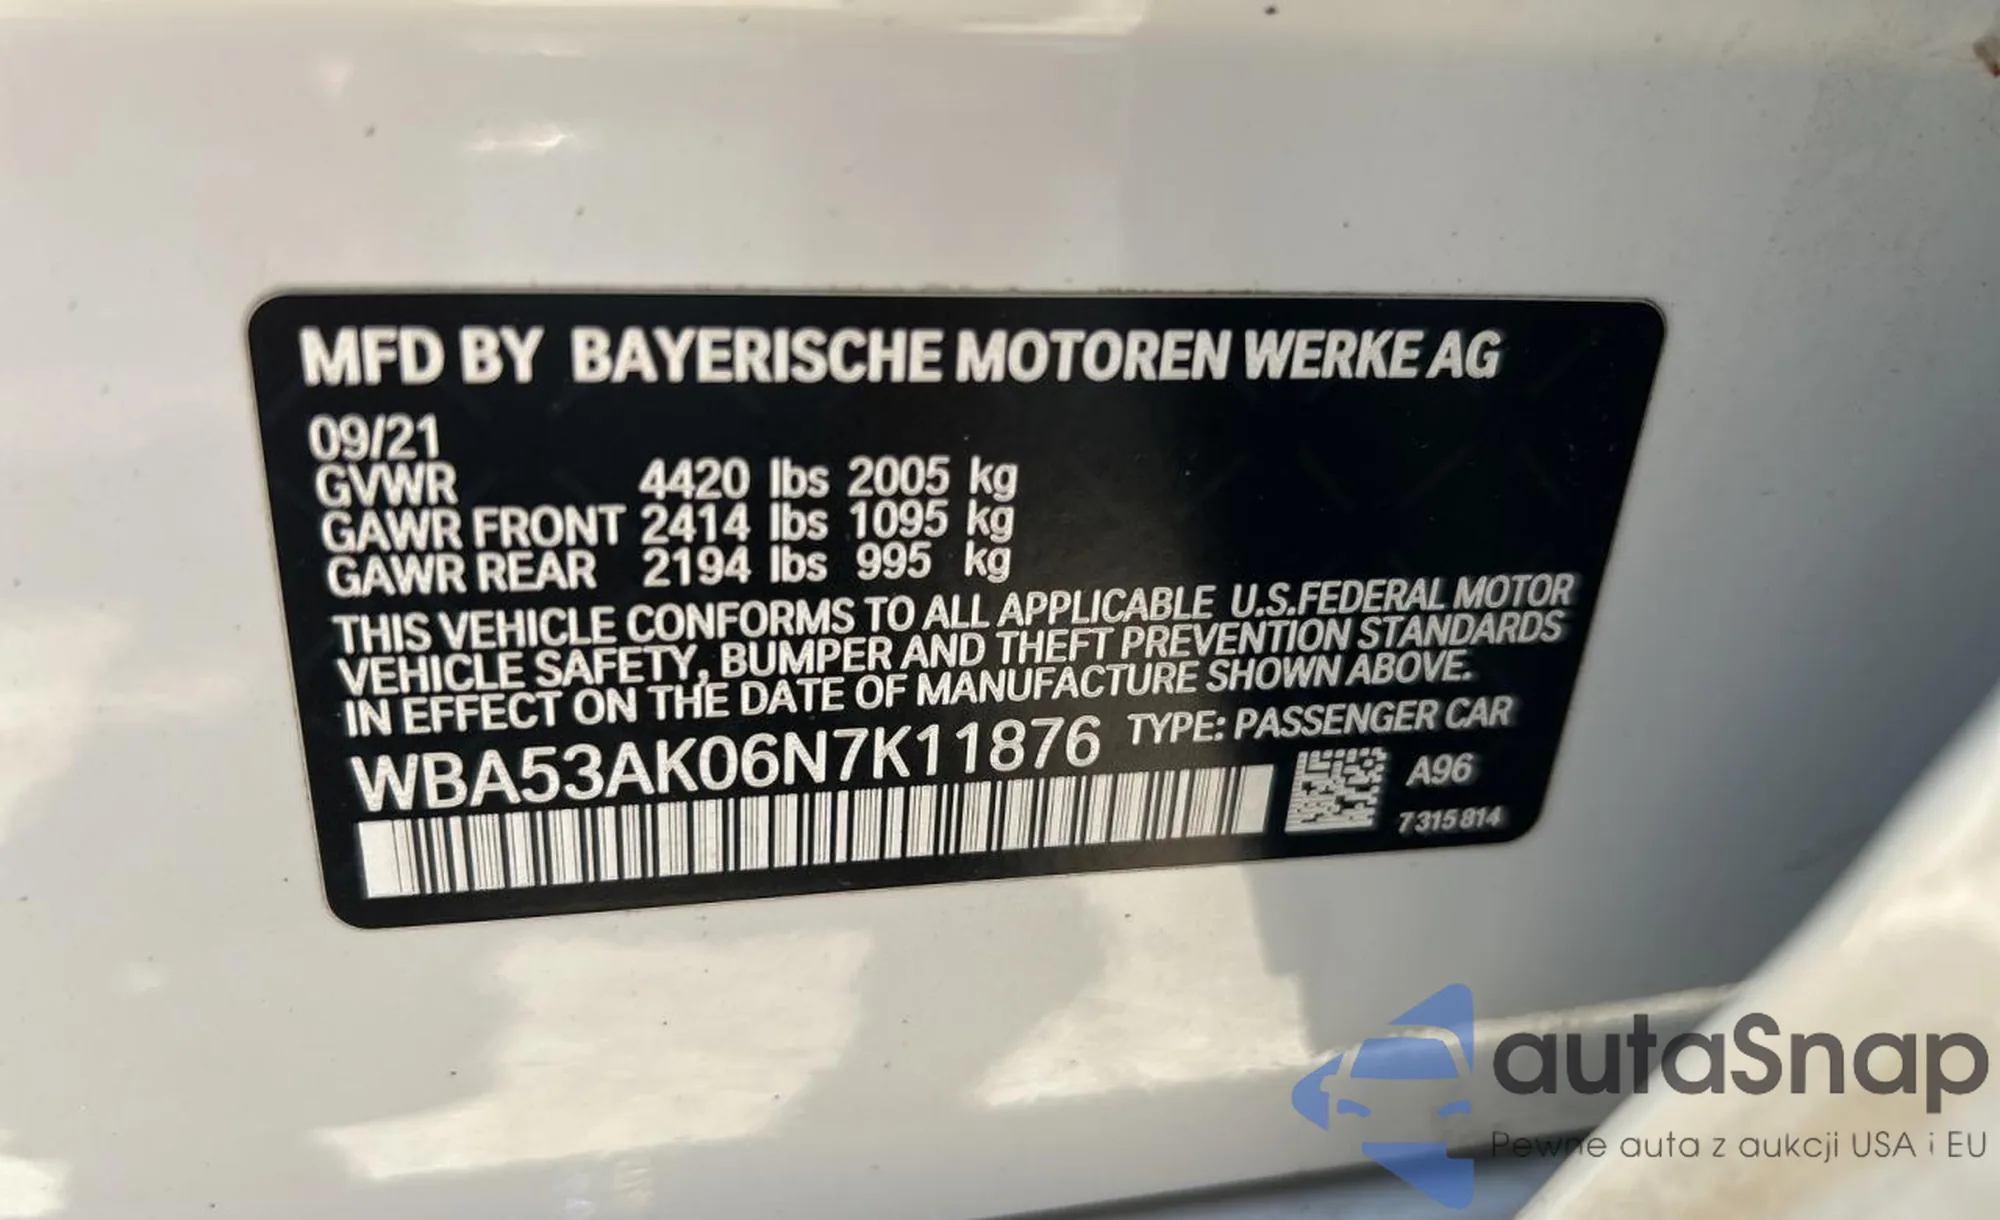 MFD BY BAYERISCHE MOTOREN WERKE AG
09/21
GVWR 4420 lbs 2005 kg
GAWR FRONT 2414 lbs 1095 kg
GAWR REAR 2194 lbs 995 kg
THIS VEHICLE CONFORMS TO ALL APPLICABLE U.S.FEDERAL MOTOR
VEHICLE SAFETY, BUMPER AND THEFT PREVENTION STANDARDS
IN EFFECT ON THE DATE OF MANUFACTURE SHOWN ABOVE.
WBA53AK06N7K11876 TYPE: PASSENGER CAR
A96
7315814
autaSnap
Pewne auta z aukcji USA i EU